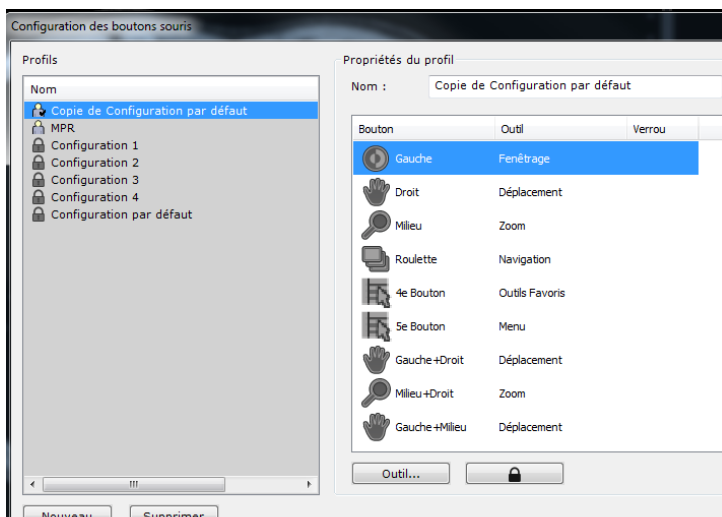 Configuration des boutons souris
Profils
Nom
Copie de Configuration par défaut
MPR
Configuration 1
Configuration 2
Configuration 3
Configuration 4
Configuration par défaut
Nouveau Supprimer
Propriétés du profil
Nom : Copie de Configuration par défaut
Bouton Outil Verrou
Gauche Fenêtrage
Droit Déplacement
Milieu Zoom
Roulette Navigation
4e Bouton Outils Favoris
5e Bouton Menu
Gauche+Droit Déplacement
Milieu+Droit Zoom
Gauche+Milieu Déplacement
Outil...